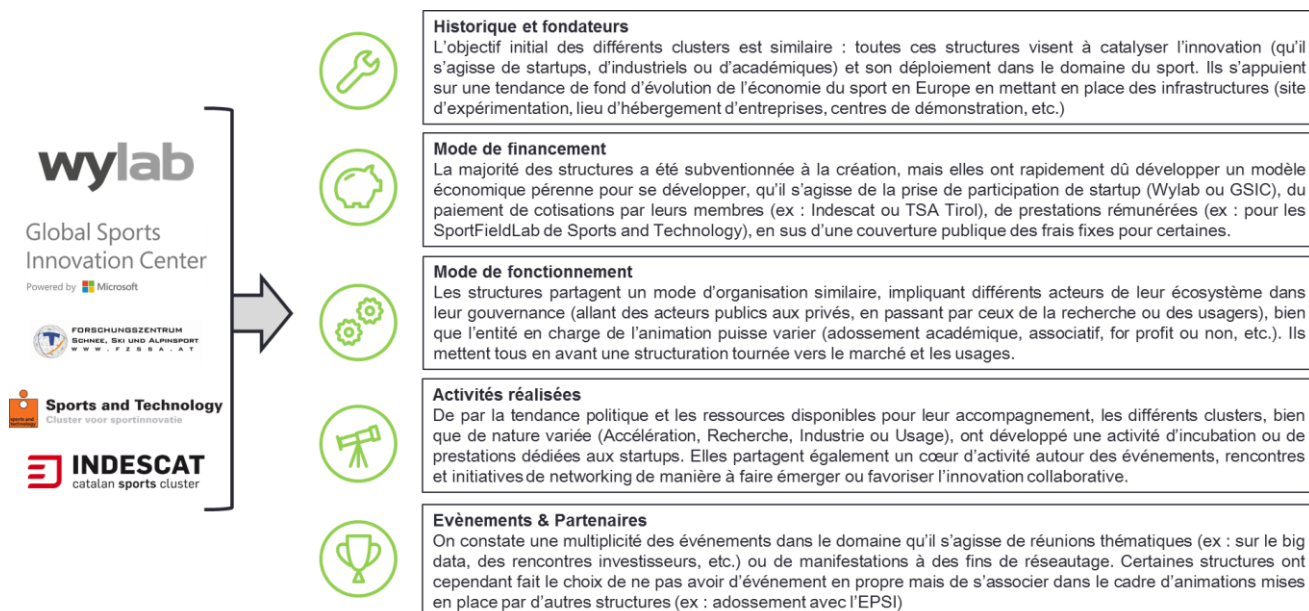 wylab
Global Sports
Innovation Center
Powered by Microsoft
FORSCHUNGSZENTRUM
SCHNEE, SKI UND ALPINSPORT
WWW.FZSSA.AT
sports and
technology
Sports and Technology
Cluster voor sportinnovatie
INDESCAT
catalan sports cluster
Historique et fondateurs
L'objectif initial des différents clusters est similaire : toutes ces structures visent à catalyser l'innovation (qu'il
s'agisse de startups, d'industriels ou d'académiques) et son déploiement dans le domaine du sport. Ils s'appuient
sur une tendance de fond d'évolution de l'économie du sport en Europe en mettant en place des infrastructures (site
d'expérimentation, lieu d'hébergement d'entreprises, centres de démonstration, etc.)
Mode de financement
La majorité des structures a été subventionnée à la création, mais elles ont rapidement dû développer un modèle
économique pérenne pour se développer, qu'il s'agisse de la prise de participation de startup (Wylab ou GSIC), du
paiement de cotisations par leurs membres (ex : Indescat ou TSA Tirol), de prestations rémunérées (ex : pour les
SportFieldLab de Sports and Technology), en sus d'une couverture publique des frais fixes pour certaines.
Mode de fonctionnement
Les structures partagent un mode d'organisation similaire, impliquant différents acteurs de leur écosystème dans
leur gouvernance (allant des acteurs publics aux privés, en passant par ceux de la recherche ou des usagers), bien
que l'entité en charge de l'animation puisse varier (adossement académique, associatif, for profit ou non, etc.). Ils
mettent tous en avant une structuration tournée vers le marché et les usages.
Activités réalisées
De par la tendance politique et les ressources disponibles pour leur accompagnement, les différents clusters, bien
que de nature variée (Accélération, Recherche, Industrie ou Usage), ont développé une activité d'incubation ou de
prestations dédiées aux startups. Elles partagent également un cœur d'activité autour des événements, rencontres
et initiatives de networking de manière à faire émerger ou favoriser l'innovation collaborative.
Evènements & Partenaires
On constate une multiplicité des événements dans le domaine qu'il s'agisse de réunions thématiques (ex : sur le big
data, des rencontres investisseurs, etc.) ou de manifestations à des fins de réseautage. Certaines structures ont
cependant fait le choix de ne pas avoir d'événement en propre mais de s'associer dans le cadre d'animations mises
en place par d'autres structures (ex : adossement avec l'EPSI)